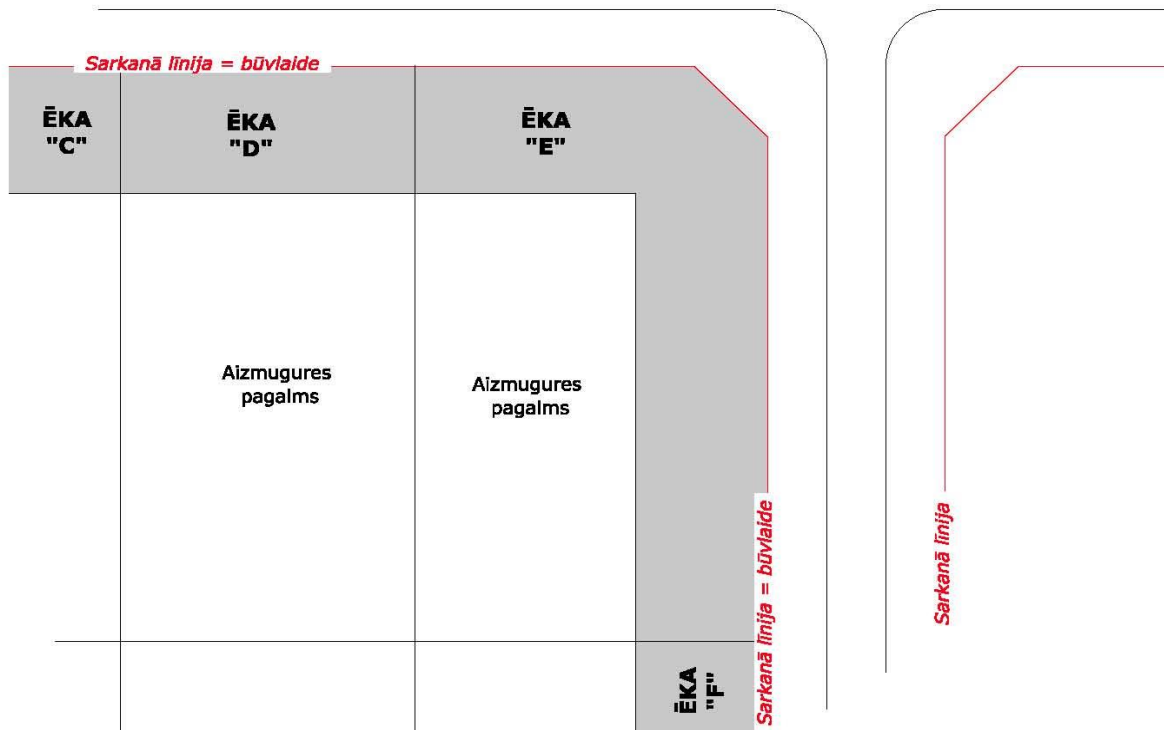 Sarkanā līnija = būvlaide
ĒKA
"C"
ĒKA
"D"
ĒKA
"E"
Aizmugures
pagalms
Aizmugures
pagalms
Sarkanā līnija = būvlaide
Sarkanā līnija
ĒKA
"F"